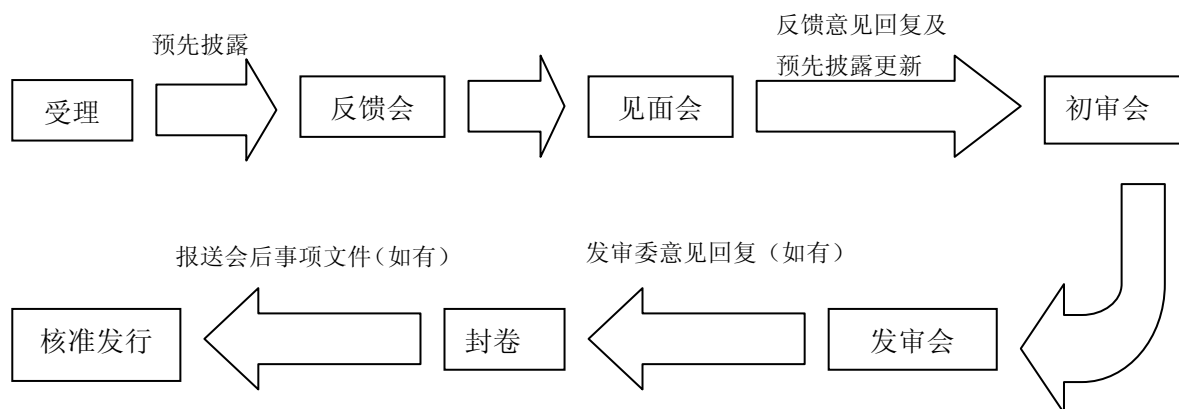 预先披露
反馈意见回复及
预先披露更新
受理
反馈会
见面会
初审会
报送会后事项文件（如有）
发审委意见回复（如有）
核准发行
封卷
发审会